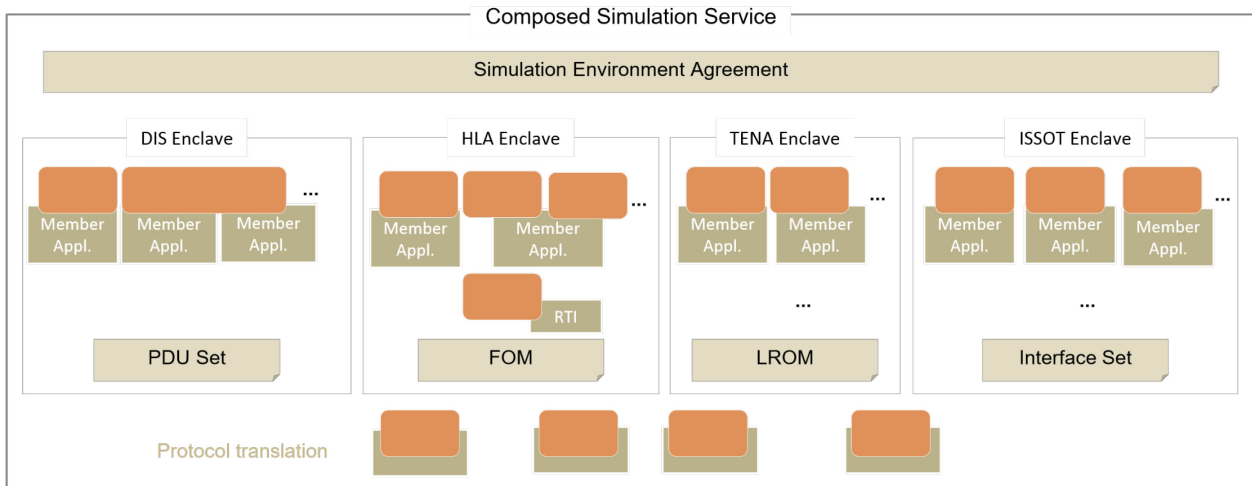 Composed Simulation Service
Simulation Environment Agreement
DIS Enclave
Member
Appl.
Member
Appl.
Member
Appl.
...
PDU Set
HLA Enclave
Member
Appl.
Member
Appl.
...
RTI
FOM
TENA Enclave
Member
Appl.
Member
Appl.
...
...
LROM
ISSOT Enclave
Member
Appl.
Member
Appl.
Member
Appl.
...
...
Interface Set
Protocol translation